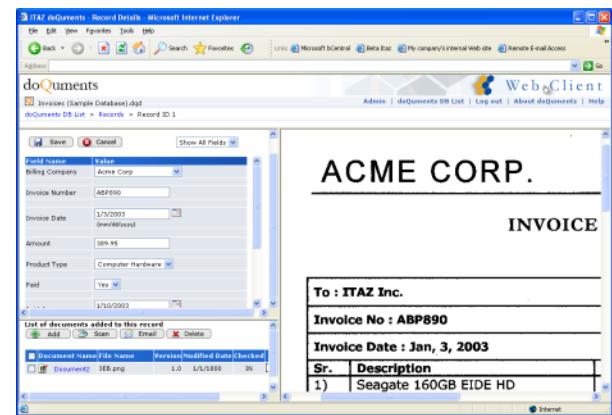 ITAZ doQuments - Record Details - Microsoft Internet Explorer
File Edit View Favorites Tools Help
Back Search Favorites Links Microsoft bCentral Beta Itaz My company's internal Web site Remote E-mail Access
Address Go
doQuments Web Client
Invoices (Sample Database).dqd Admin | doQuments DB List | Log out | About doQuments | Help
doQuments DB List > Records > Record ID 1
Save Cancel Show All Fields
Field Name Value
Billing Company Acme Corp
Invoice Number ABP890
Invoice Date 1/3/2003
(mm/dd/yyyy)
Amount 389.95
Product Type Computer Hardware
Paid Yes
1/10/2003
List of documents added to this record
Add Scan Email Delete
Document Name File Name Version Modified Date Checked
Document2 3EB.png 1.0 1/1/1800 IN
ACME CORP.
INVOICE
To : ITAZ Inc.
Invoice No : ABP890
Invoice Date : Jan, 3, 2003
Sr. Description
1) Seagate 160GB EIDE HD
Internet